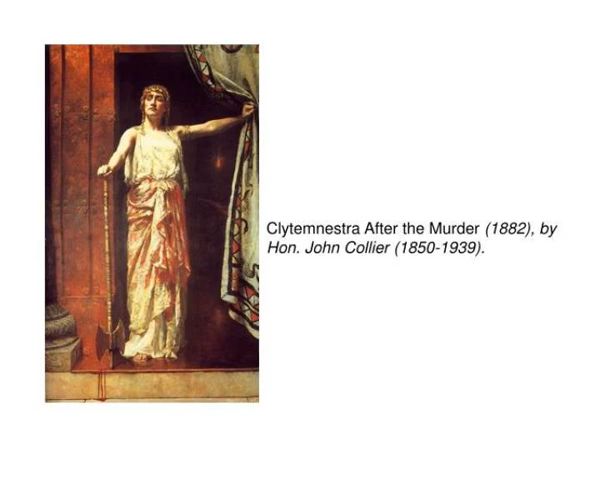 Clytemnestra After the Murder (1882), by
Hon. John Collier (1850-1939).